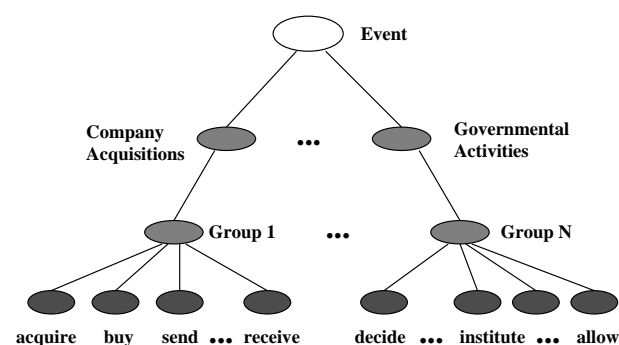 Event
Company
Acquisitions
...
Governmental
Activities
Group 1
...
Group N
acquire buy send ... receive decide ... institute ... allow